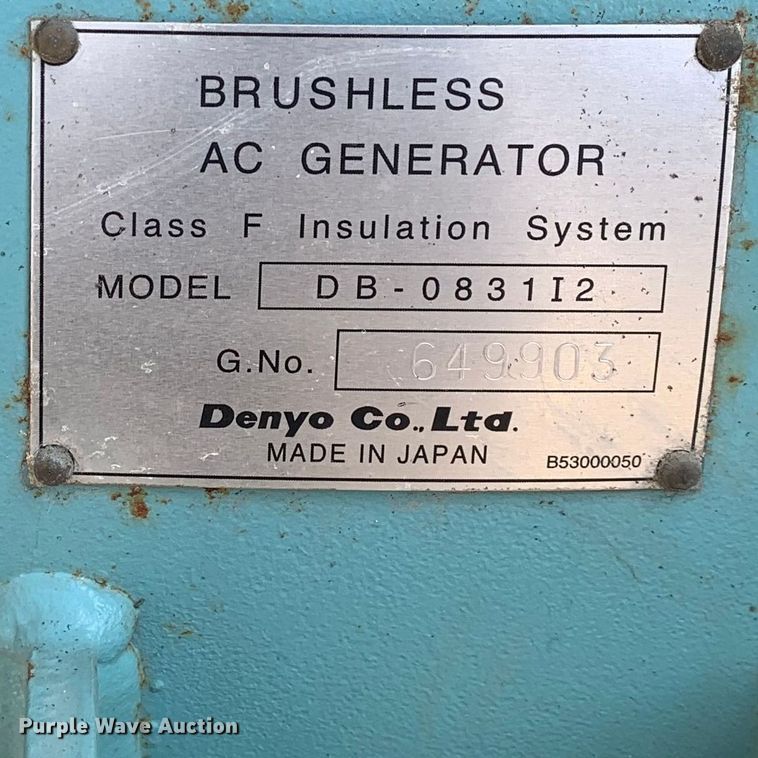 BRUSHLESS
AC GENERATOR
Class F Insulation System
MODEL DB-0831I2
G.No. 649903
Denyo Co., Ltd.
MADE IN JAPAN B53000050
Purple Wave Auction